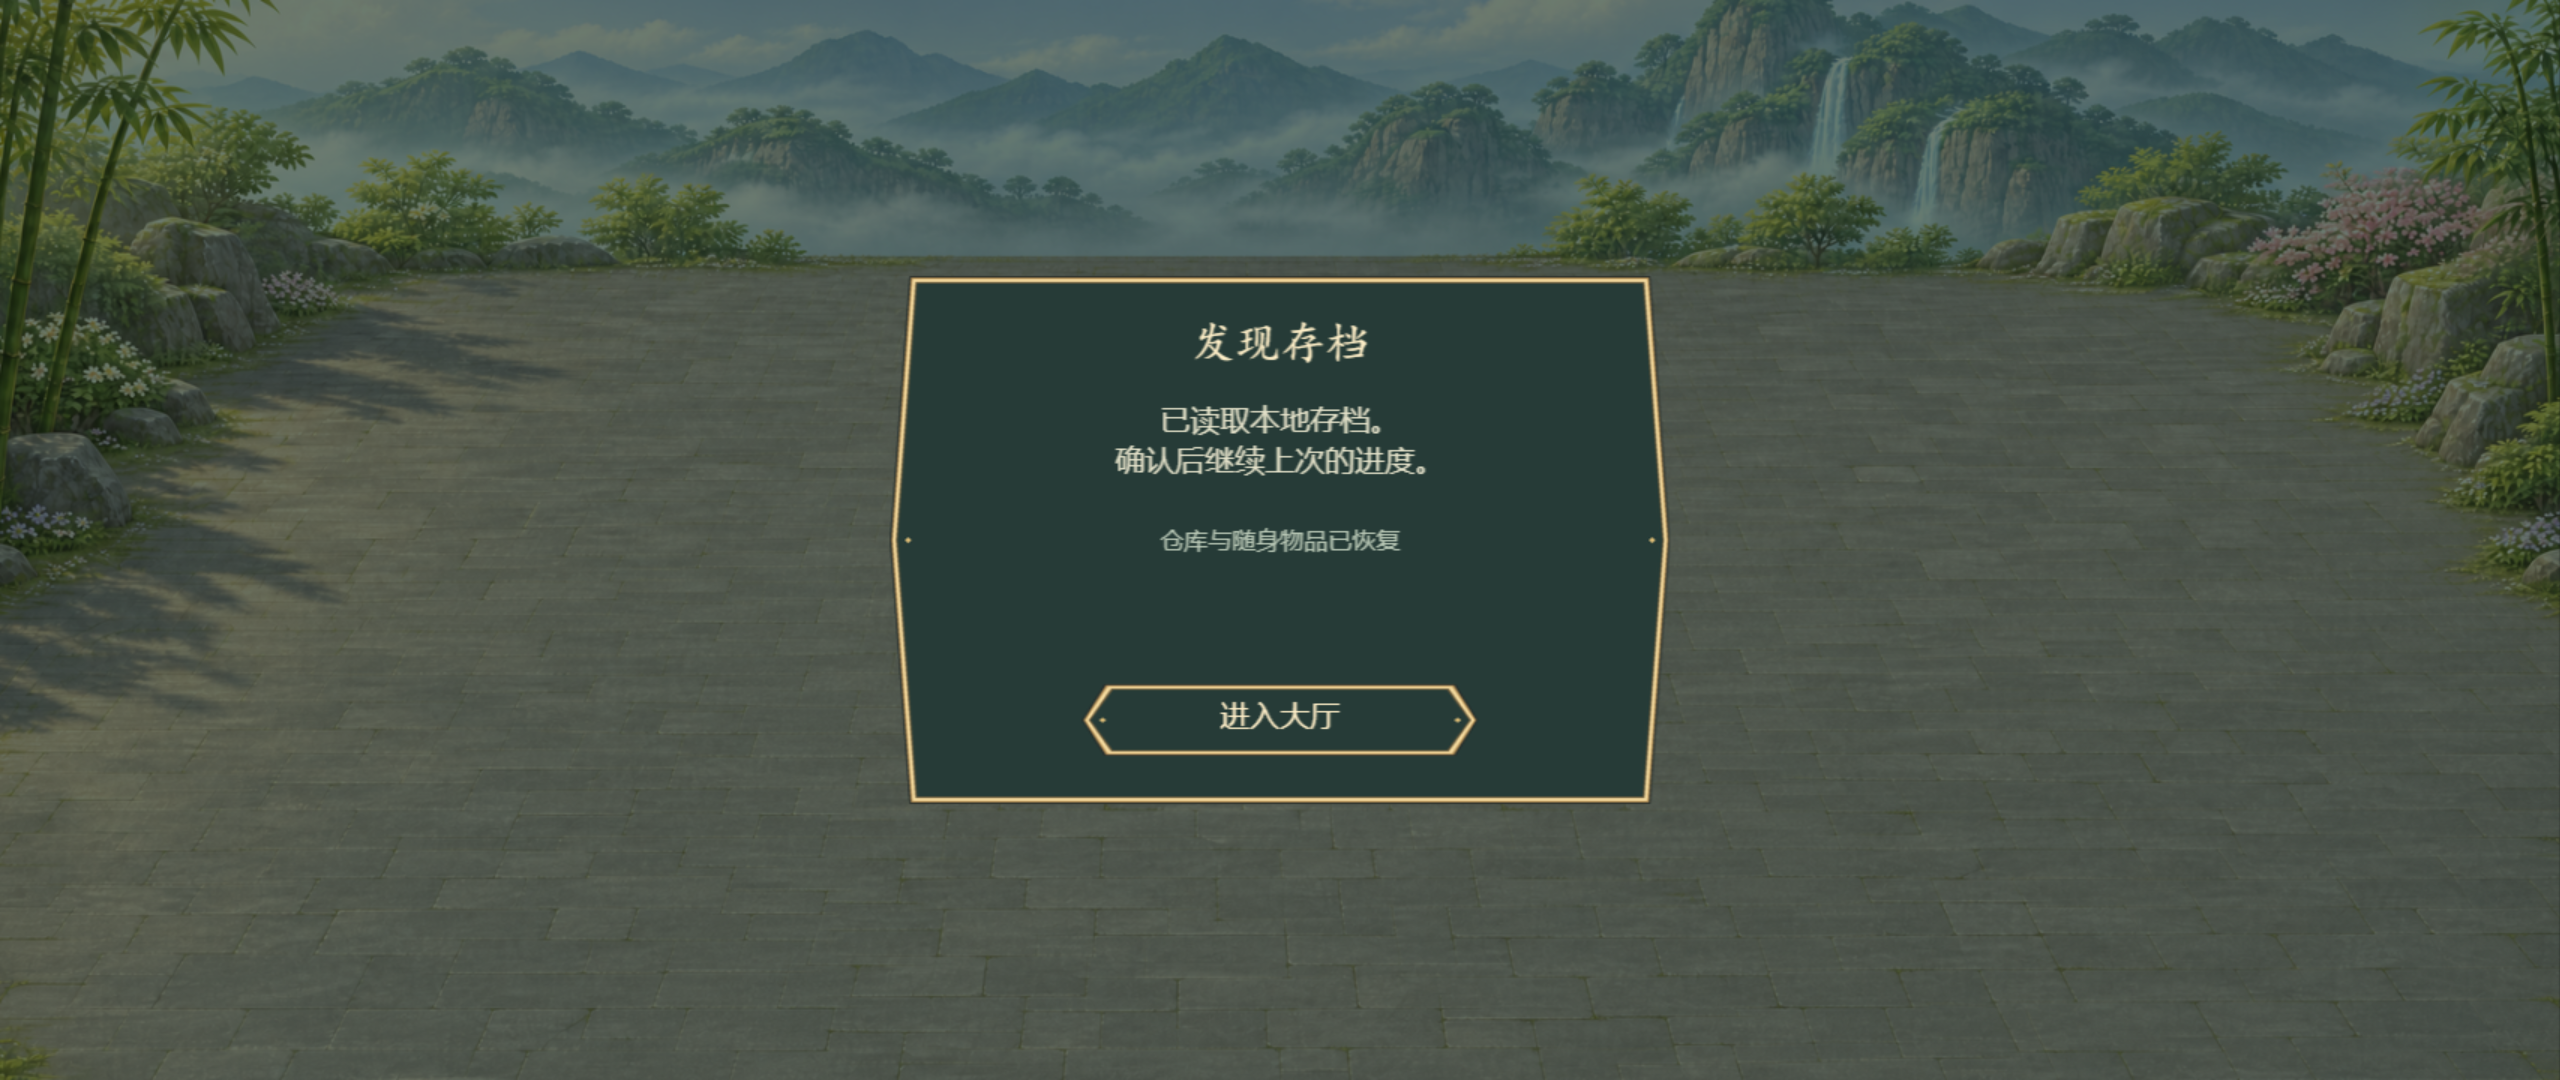 发现存档
已读取本地存档。
确认后继续上次的进度。
仓库与随身物品已恢复
进入大厅